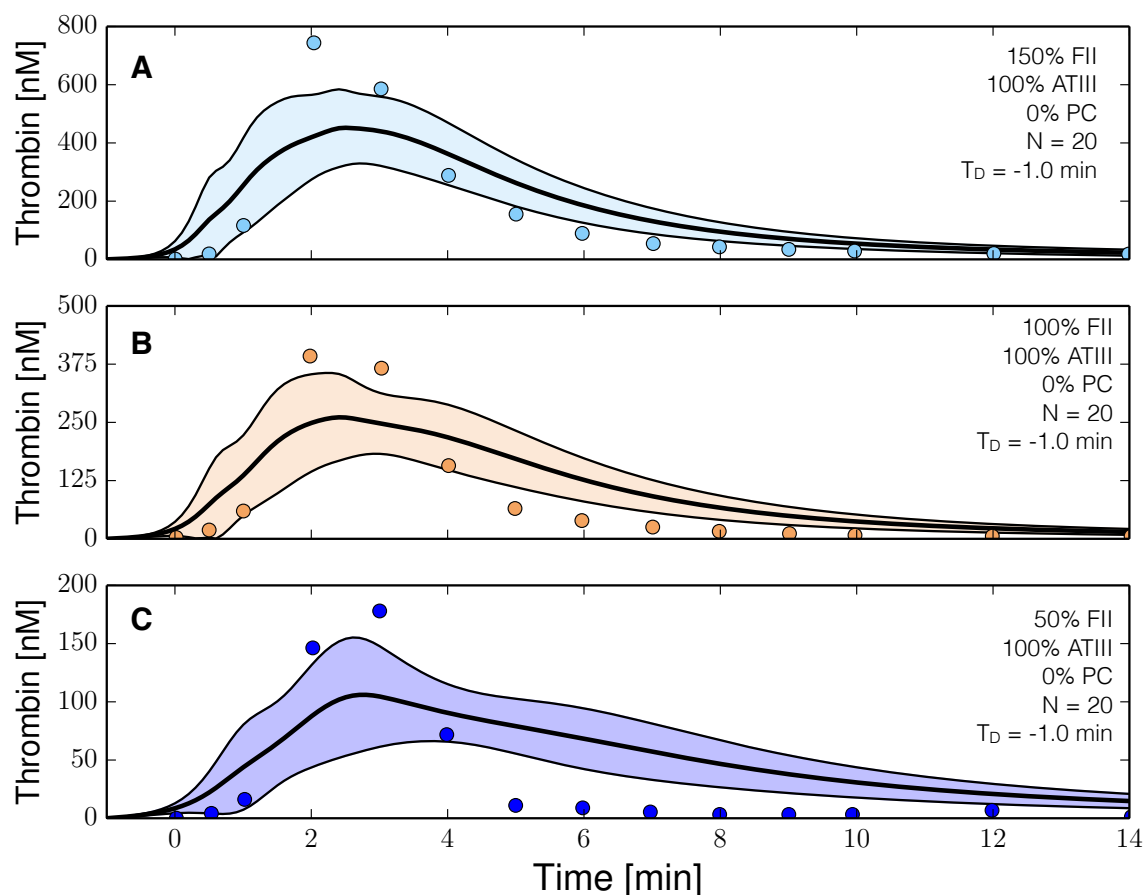 800
600
400
200
0
Thrombin [nM]
A
150% FII
100% ATIII
0% PC
N = 20
T_D = -1.0 min
500
375
250
125
0
Thrombin [nM]
B
100% FII
100% ATIII
0% PC
N = 20
T_D = -1.0 min
200
150
100
50
0
Thrombin [nM]
C
50% FII
100% ATIII
0% PC
N = 20
T_D = -1.0 min
0 2 4 6 8 10 12 14
Time [min]